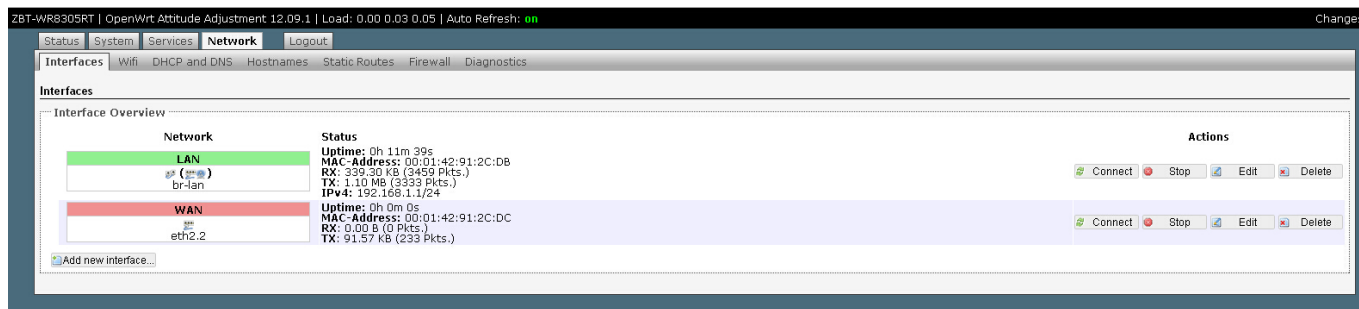 ZBT-WR8305RT | OpenWrt Attitude Adjustment 12.09.1 | Load: 0.00 0.03 0.05 | Auto Refresh: on
Status System Services Network Logout
Interfaces Wifi DHCP and DNS Hostnames Static Routes Firewall Diagnostics
Interfaces
Interface Overview
Network Status Actions
LAN
br-lan
Uptime: 0h 11m 39s
MAC-Address: 00:01:42:91:2C:DB
RX: 339.30 KB (3459 Pkts.)
TX: 1.10 MB (3333 Pkts.)
IPv4: 192.168.1.1/24
Connect Stop Edit Delete
WAN
eth2.2
Uptime: 0h 0m 0s
MAC-Address: 00:01:42:91:2C:DC
RX: 0.00 B (0 Pkts.)
TX: 91.57 KB (233 Pkts.)
Connect Stop Edit Delete
Add new interface...